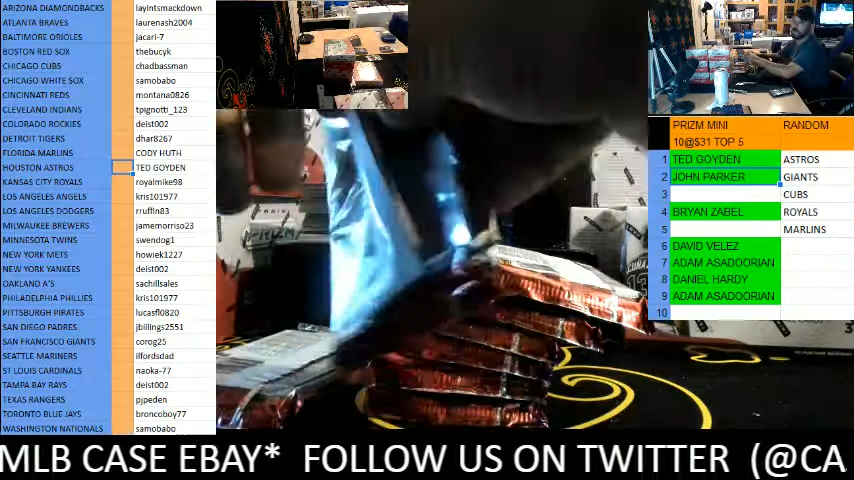 ARIZONA DIAMONDBACKS layintsmackdown
ATLANTA BRAVES laurenash2004
BALTIMORE ORIOLES jacari-7
BOSTON RED SOX thebucyk
CHICAGO CUBS chadbassman
CHICAGO WHITE SOX samobabo
CINCINNATI REDS montana0826
CLEVELAND INDIANS tpignotti_123
COLORADO ROCKIES deist002
DETROIT TIGERS dhar8267
FLORIDA MARLINS CODY HUTH
HOUSTON ASTROS TED GOYDEN
KANSAS CITY ROYALS royalmike98
LOS ANGELES ANGELS kris101977
LOS ANGELES DODGERS rruffin83
MILWAUKEE BREWERS jamemorriso23
MINNESOTA TWINS swendog1
NEW YORK METS howiek1227
NEW YORK YANKEES deist002
OAKLAND A'S sachillsales
PHILADELPHIA PHILLIES kris101977
PITTSBURGH PIRATES lucasfl0820
SAN DIEGO PADRES jbillings2551
SAN FRANCISCO GIANTS corog25
SEATTLE MARINERS ilfordsdad
ST LOUIS CARDINALS naoka-77
TAMPA BAY RAYS deist002
TEXAS RANGERS pjpeden
TORONTO BLUE JAYS broncoboy77
WASHINGTON NATIONALS samobabo
PRIZM MINI RANDOM
10@$31 TOP 5
1 TED GOYDEN ASTROS
2 JOHN PARKER GIANTS
3 CUBS
4 BRYAN ZABEL ROYALS
5 MARLINS
6 DAVID VELEZ
7 ADAM ASADOORIAN
8 DANIEL HARDY
9 ADAM ASADOORIAN
10
MLB CASE EBAY* FOLLOW US ON TWITTER (@CA